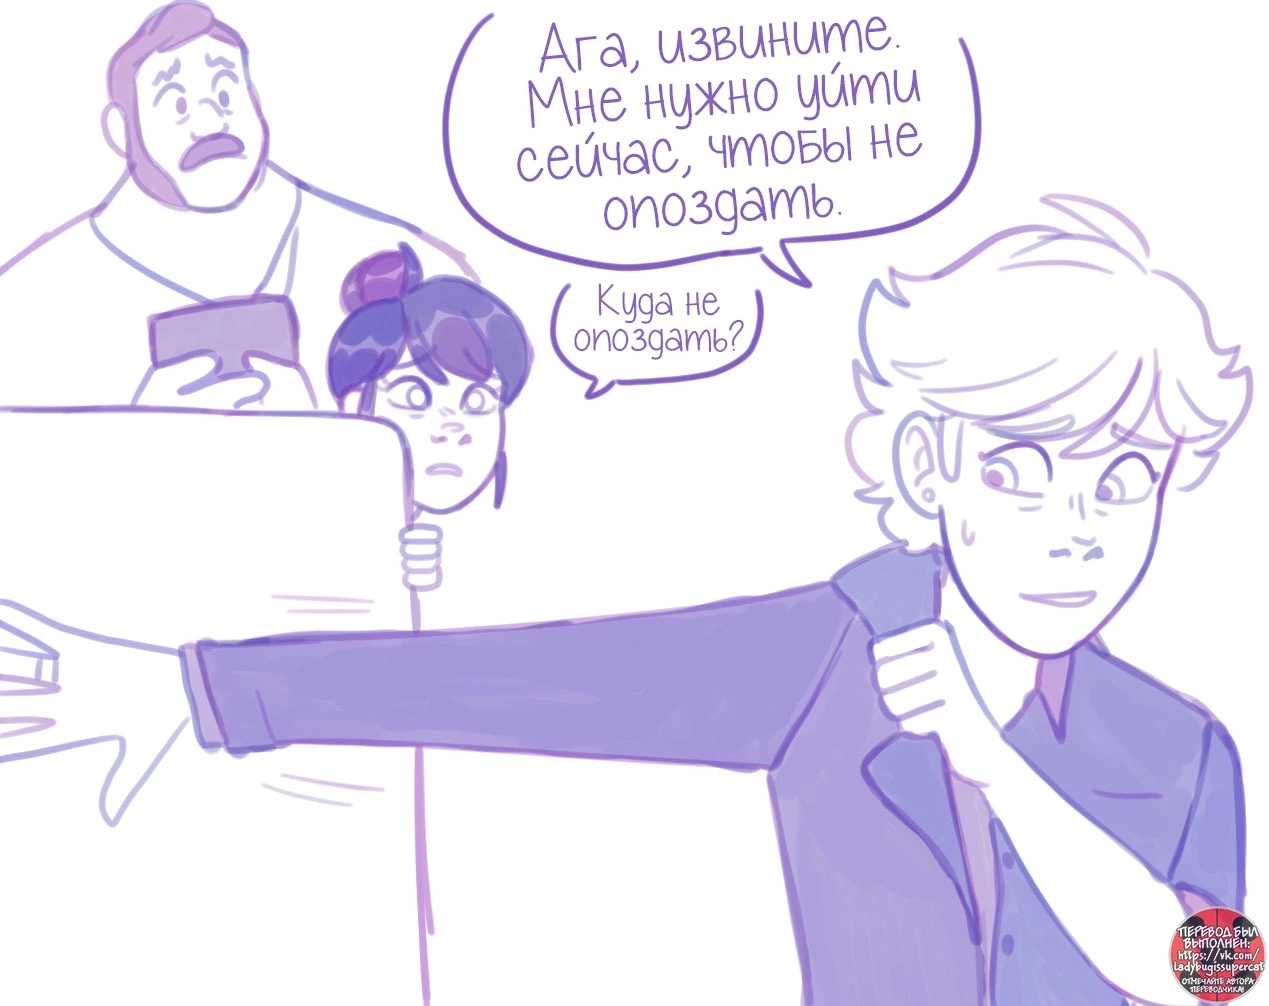 Ага, извините.
Мне нужно уйти
сейчас, чтобы не
опоздать.
Куда не
опоздать?
ПЕРЕВОД БЫЛ
ВЫПОЛНЕН:
https://vk.com/
ladybugissupercat
ОТМЕЧАЙТЕ АВТОРА
ПЕРЕВОДЧИКА!